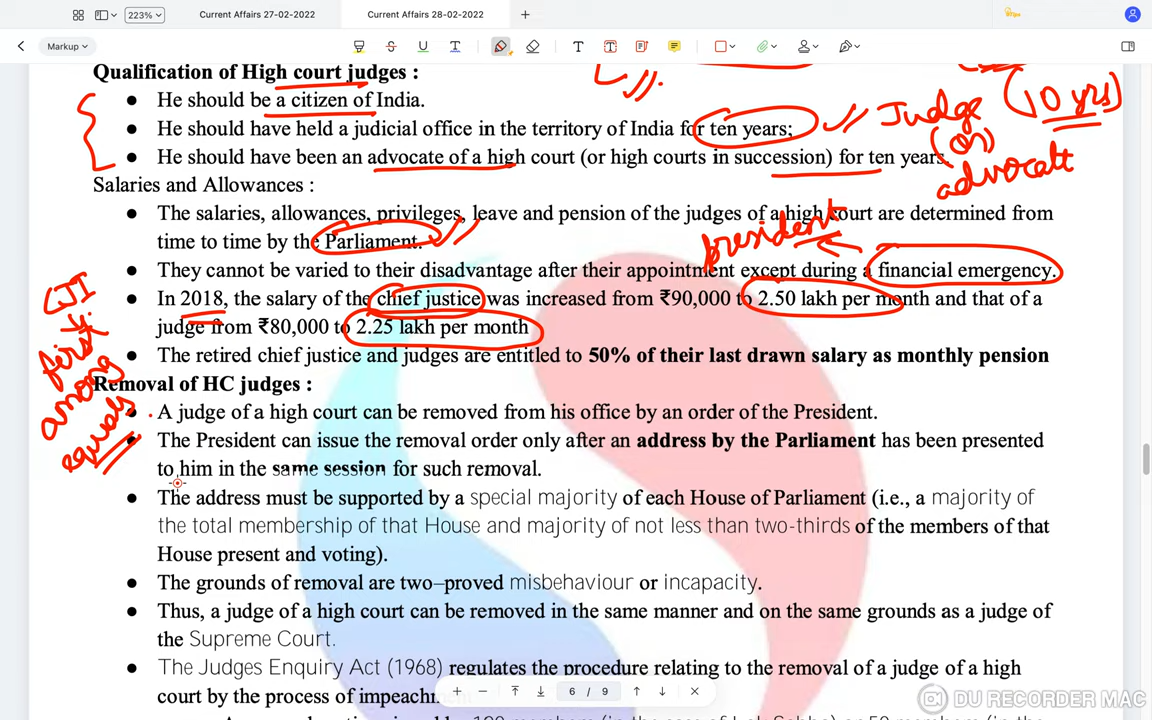 223%
Current Affairs 27-02-2022
Current Affairs 28-02-2022
Markup
Qualification of High court judges :
● He should be a citizen of India.
● He should have held a judicial office in the territory of India for ten years;
● He should have been an advocate of a high court (or high courts in succession) for ten years.
Judge (10 yrs)
(or)
advocate
Salaries and Allowances :
● The salaries, allowances, privileges, leave and pension of the judges of a high court are determined from
time to time by the Parliament.
president
● They cannot be varied to their disadvantage after their appointment except during a financial emergency.
● In 2018, the salary of the chief justice was increased from ₹90,000 to 2.50 lakh per month and that of a
judge from ₹80,000 to 2.25 lakh per month
● The retired chief justice and judges are entitled to 50% of their last drawn salary as monthly pension
CJI
first
among
equals
Removal of HC judges :
● A judge of a high court can be removed from his office by an order of the President.
● The President can issue the removal order only after an address by the Parliament has been presented
to him in the same session for such removal.
● The address must be supported by a special majority of each House of Parliament (i.e., a majority of
the total membership of that House and majority of not less than two-thirds of the members of that
House present and voting).
● The grounds of removal are two–proved misbehaviour or incapacity.
● Thus, a judge of a high court can be removed in the same manner and on the same grounds as a judge of
the Supreme Court.
● The Judges Enquiry Act (1968) regulates the procedure relating to the removal of a judge of a high
court by the process of impeachm
6 / 9
DU RECORDER MAC